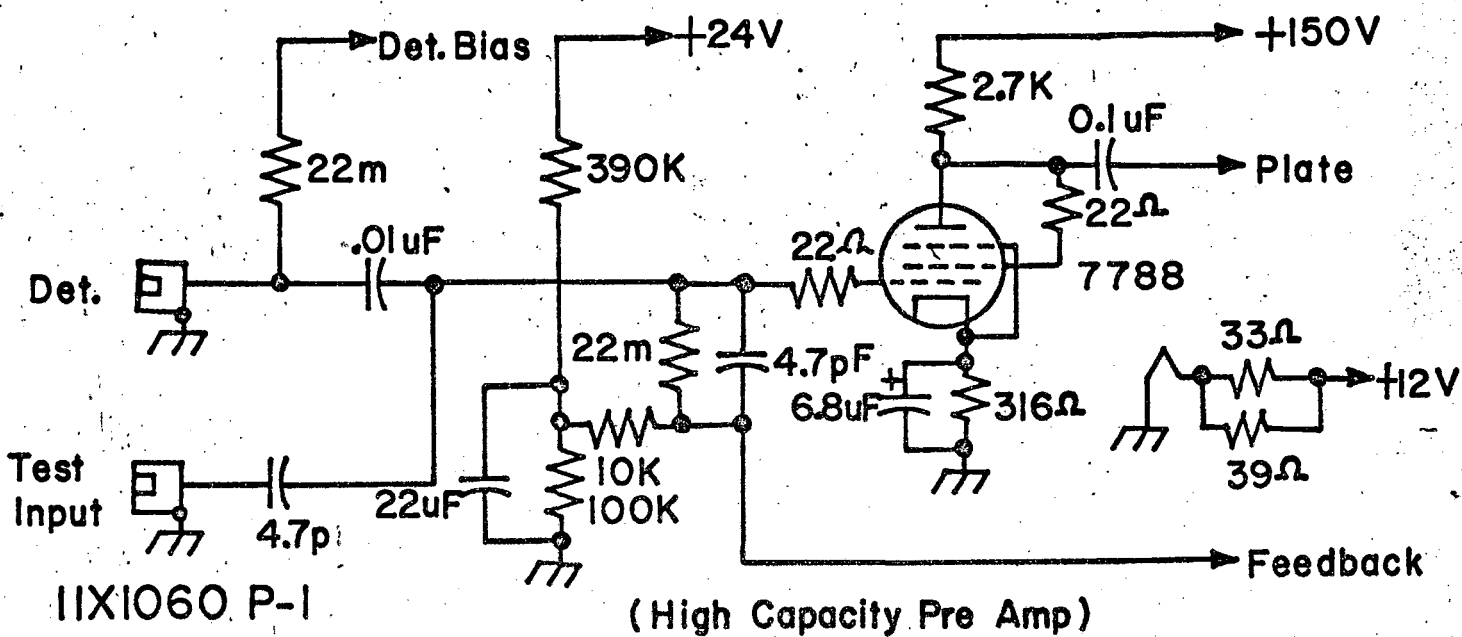 Det. Bias
+24V
+150V
2.7K
0.1uF
22m
390K
Plate
22Ω
.01uF
22Ω
Det.
7788
33Ω
22m
4.7pF
+12V
6.8uF
+
316Ω
Test
Input
10K
39Ω
22uF
100K
4.7p
Feedback
11X1060 P-1
(High Capacity Pre Amp)